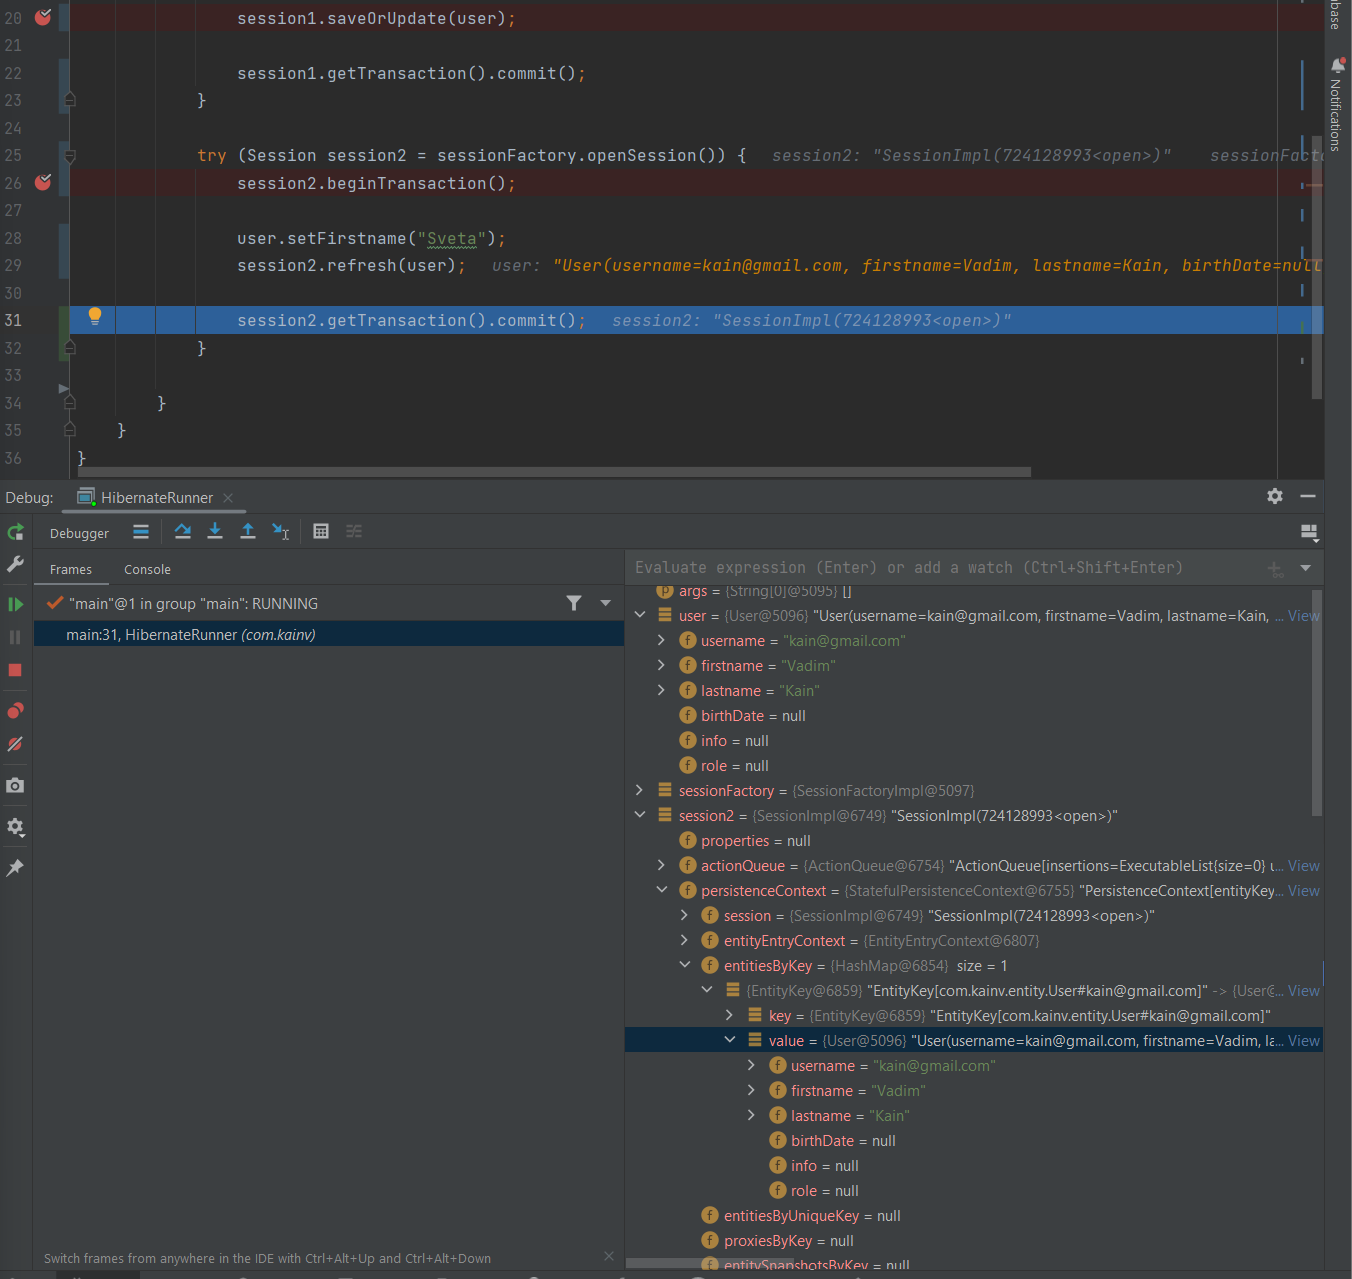 20 session1.saveOrUpdate(user);
21
22 session1.getTransaction().commit();
23 }
24
25 try (Session session2 = sessionFactory.openSession()) { session2: "SessionImpl(724128993<open>)" sessionFacto
26 session2.beginTransaction();
27
28 user.setFirstname("Sveta");
29 session2.refresh(user); user: "User(username=kain@gmail.com, firstname=Vadim, lastname=Kain, birthDate=null
30
31 session2.getTransaction().commit(); session2: "SessionImpl(724128993<open>)"
32 }
33
34 }
35 }
36 }
Notifications
Debug: HibernateRunner
Debugger
Frames Console
"main"@1 in group "main": RUNNING
main:31, HibernateRunner (com.kainv)
Switch frames from anywhere in the IDE with Ctrl+Alt+Up and Ctrl+Alt+Down
Evaluate expression (Enter) or add a watch (Ctrl+Shift+Enter)
args = {String[0]@5095} []
user = {User@5096} "User(username=kain@gmail.com, firstname=Vadim, lastname=Kain, ... View
username = "kain@gmail.com"
firstname = "Vadim"
lastname = "Kain"
birthDate = null
info = null
role = null
sessionFactory = {SessionFactoryImpl@5097}
session2 = {SessionImpl@6749} "SessionImpl(724128993<open>)"
properties = null
actionQueue = {ActionQueue@6754} "ActionQueue[insertions=ExecutableList{size=0} u... View
persistenceContext = {StatefulPersistenceContext@6755} "PersistenceContext[entityKey... View
session = {SessionImpl@6749} "SessionImpl(724128993<open>)"
entityEntryContext = {EntityEntryContext@6807}
entitiesByKey = {HashMap@6854} size = 1
{EntityKey@6859} "EntityKey[com.kainv.entity.User#kain@gmail.com]" -> {User@... View
key = {EntityKey@6859} "EntityKey[com.kainv.entity.User#kain@gmail.com]"
value = {User@5096} "User(username=kain@gmail.com, firstname=Vadim, la... View
username = "kain@gmail.com"
firstname = "Vadim"
lastname = "Kain"
birthDate = null
info = null
role = null
entitiesByUniqueKey = null
proxiesByKey = null
entitySnapshotsByKey = null